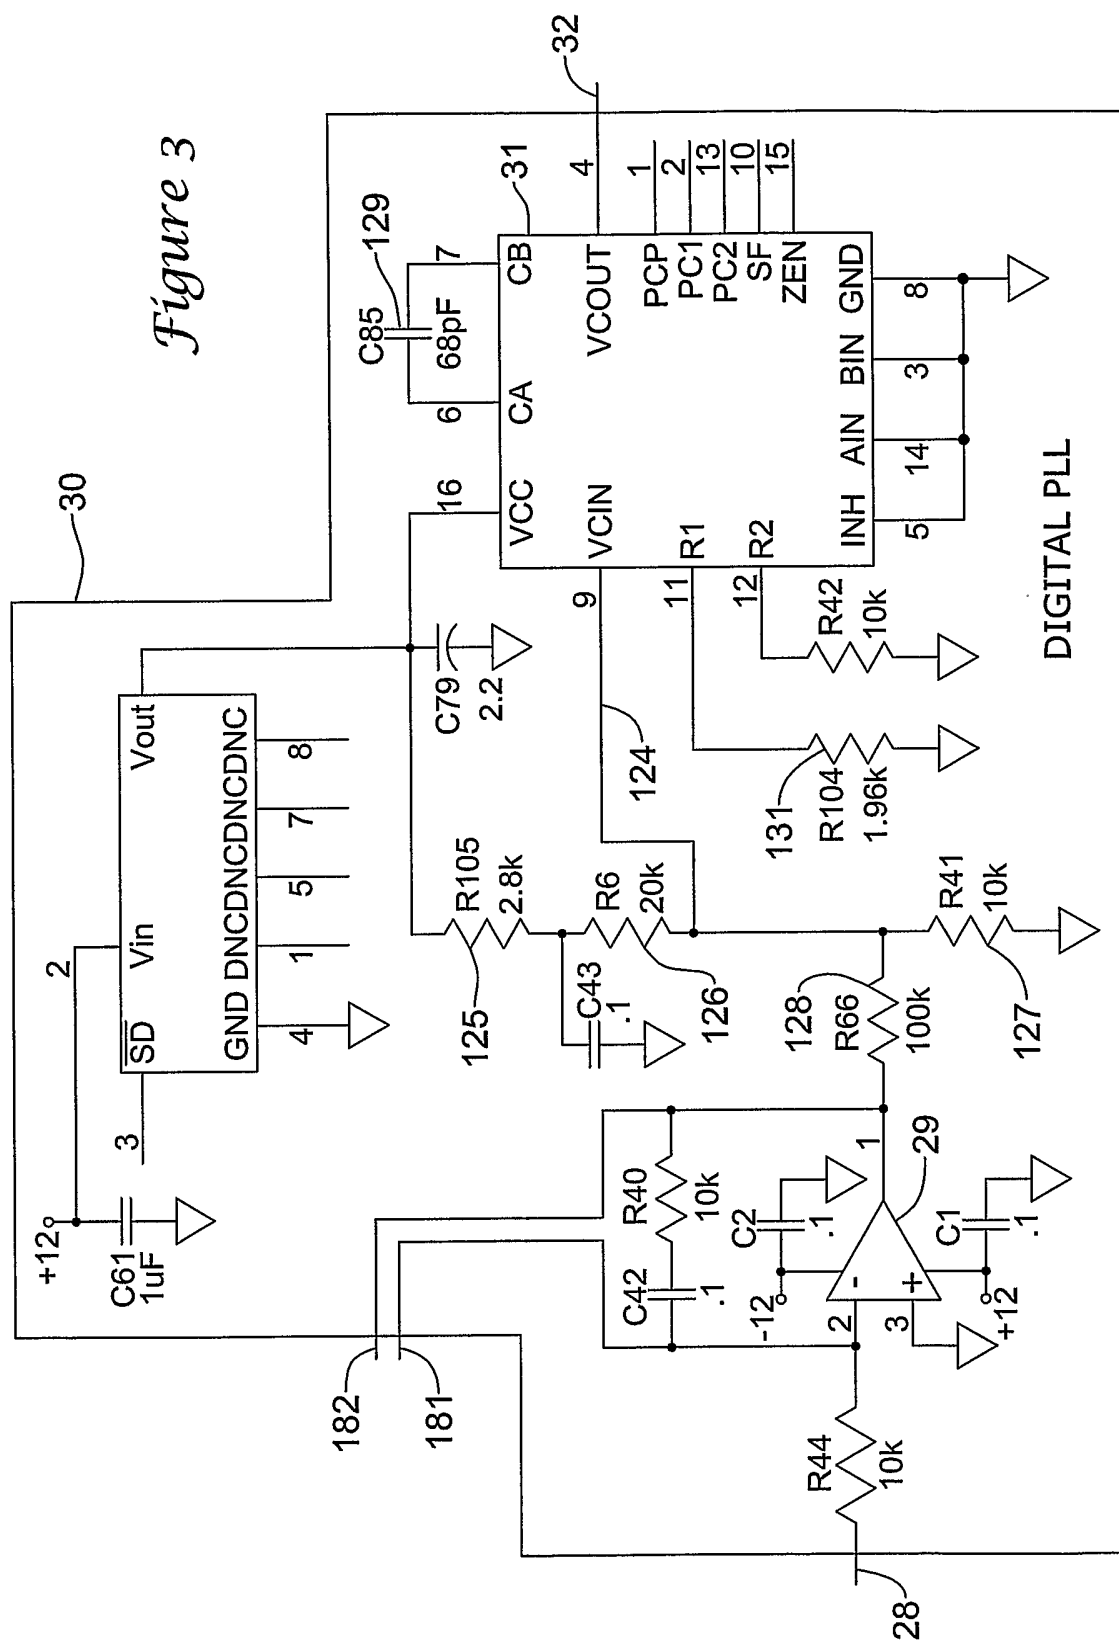 Figure 3
30
+12
C61
1uF
3
2
SD
Vin
Vout
GND DNCDNCDNCDNC
4
1
5
7
8
182
181
C79
2.2
125
R105
2.8k
C43
.1
R6
20k
126
124
16
6
C85
129
68pF
7
VCC
CA
CB
31
VCIN
VCOUT
4
32
9
PCP
1
PC1
2
PC2
13
SF
10
ZEN
15
11
R1
12
R2
INH
AIN
BIN
GND
5
14
3
8
R42
10k
131
R104
1.96k
R40
10k
C42
.1
C2
.1
-12
2
-
3
+
1
29
C1
.1
+12
128
R66
100k
R41
10k
127
R44
10k
28
DIGITAL PLL